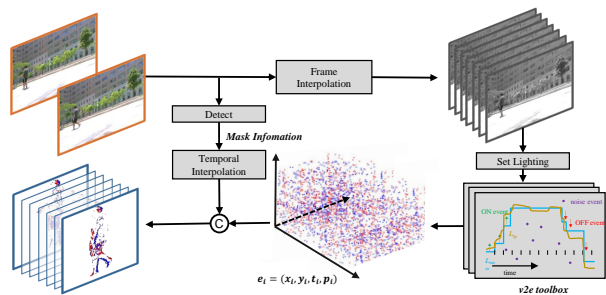 Frame
Interpolation
Detect
Mask Infomation
Temporal
Interpolation
Set Lighting
C
noise event
ON event
OFF event
time
e_i = (x_i, y_i, t_i, p_i)
v2e toolbox